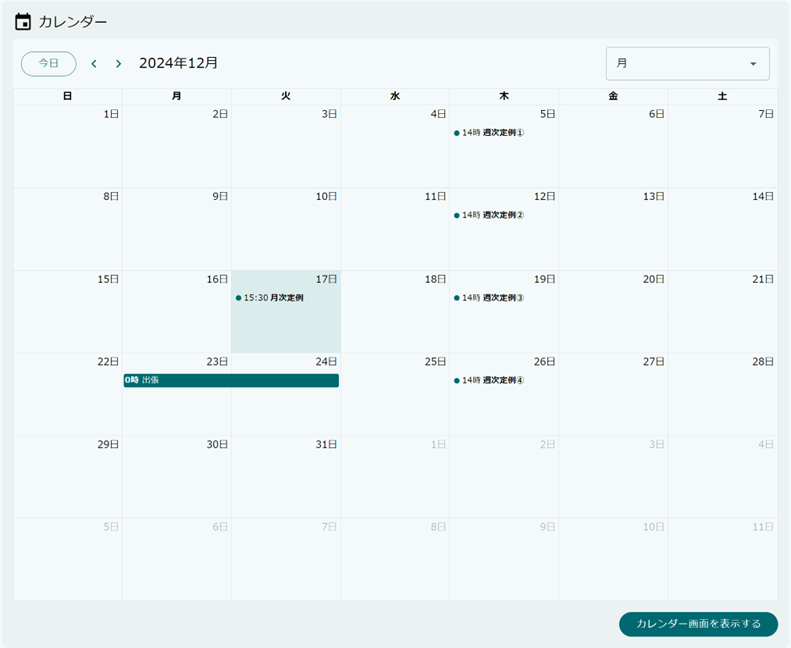 カレンダー
今日 2024年12月 月
日 月 火 水 木 金 土
1日 2日 3日 4日 5日 6日 7日
14時 週次定例①
8日 9日 10日 11日 12日 13日 14日
14時 週次定例②
15日 16日 17日 18日 19日 20日 21日
15:30 月次定例 14時 週次定例③
22日 23日 24日 25日 26日 27日 28日
0時 出張 14時 週次定例④
29日 30日 31日 1日 2日 3日 4日
5日 6日 7日 8日 9日 10日 11日
カレンダー画面を表示する